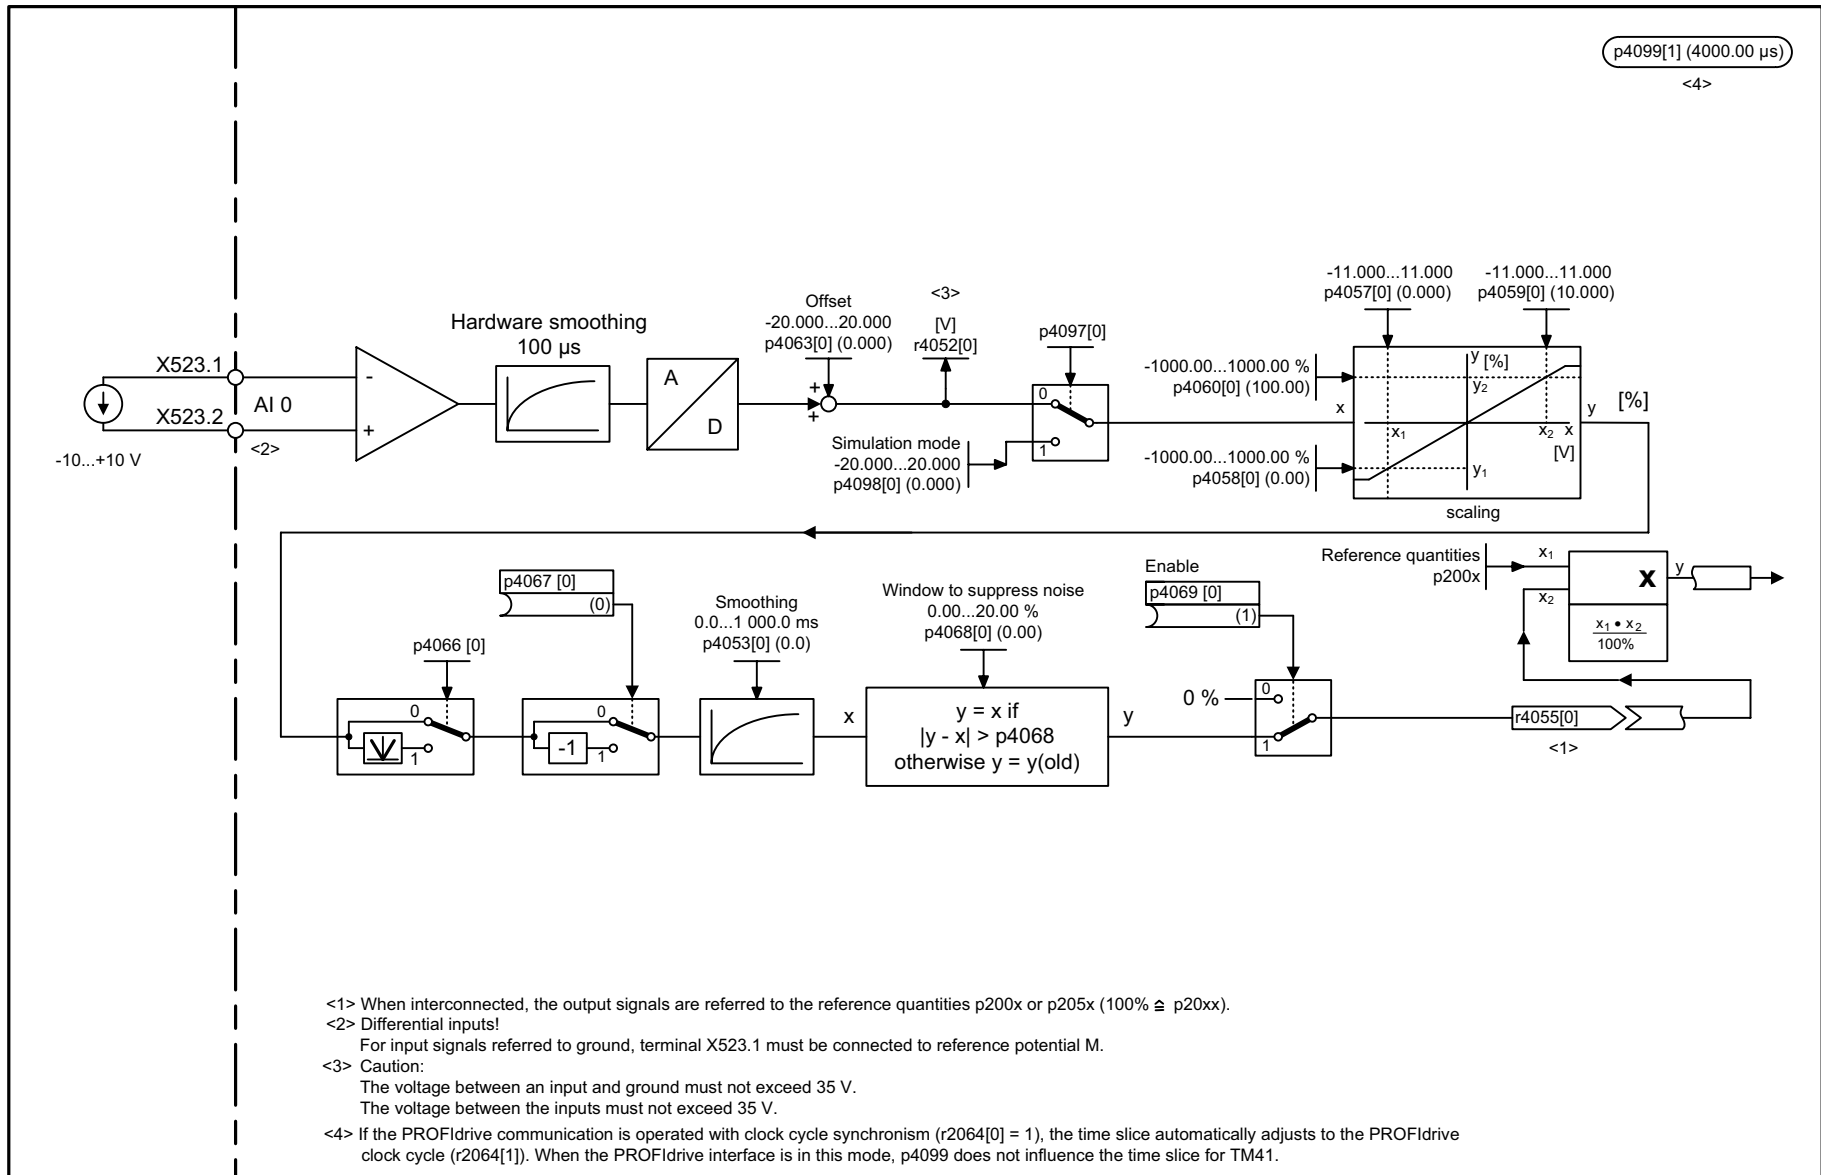 p4099[1] (4000.00 µs)
<4>
-11.000...11.000
p4057[0] (0.000)
-11.000...11.000
p4059[0] (10.000)
Offset
-20.000...20.000
p4063[0] (0.000)
<3>
[V]
r4052[0]
p4097[0]
Hardware smoothing
100 µs
X523.1
X523.2
AI 0
<2>
-10...+10 V
-
+
A
D
+
+
0
1
Simulation mode
-20.000...20.000
p4098[0] (0.000)
-1000.00...1000.00 %
p4060[0] (100.00)
-1000.00...1000.00 %
p4058[0] (0.00)
x
y [%]
y2
x1
x2 x
[V]
y1
y [%]
scaling
Reference quantities
p200x
x1
x2
X
y
x1 • x2
100%
p4067 [0]
(0)
p4066 [0]
Smoothing
0.0...1 000.0 ms
p4053[0] (0.0)
Window to suppress noise
0.00...20.00 %
p4068[0] (0.00)
Enable
p4069 [0]
(1)
0
1
0
-1
1
x
y = x if
|y - x| > p4068
otherwise y = y(old)
y
0 %
0
1
r4055[0]
<1>
<1> When interconnected, the output signals are referred to the reference quantities p200x or p205x (100% ≙ p20xx).
<2> Differential inputs!
For input signals referred to ground, terminal X523.1 must be connected to reference potential M.
<3> Caution:
The voltage between an input and ground must not exceed 35 V.
The voltage between the inputs must not exceed 35 V.
<4> If the PROFIdrive communication is operated with clock cycle synchronism (r2064[0] = 1), the time slice automatically adjusts to the PROFIdrive
clock cycle (r2064[1]). When the PROFIdrive interface is in this mode, p4099 does not influence the time slice for TM41.